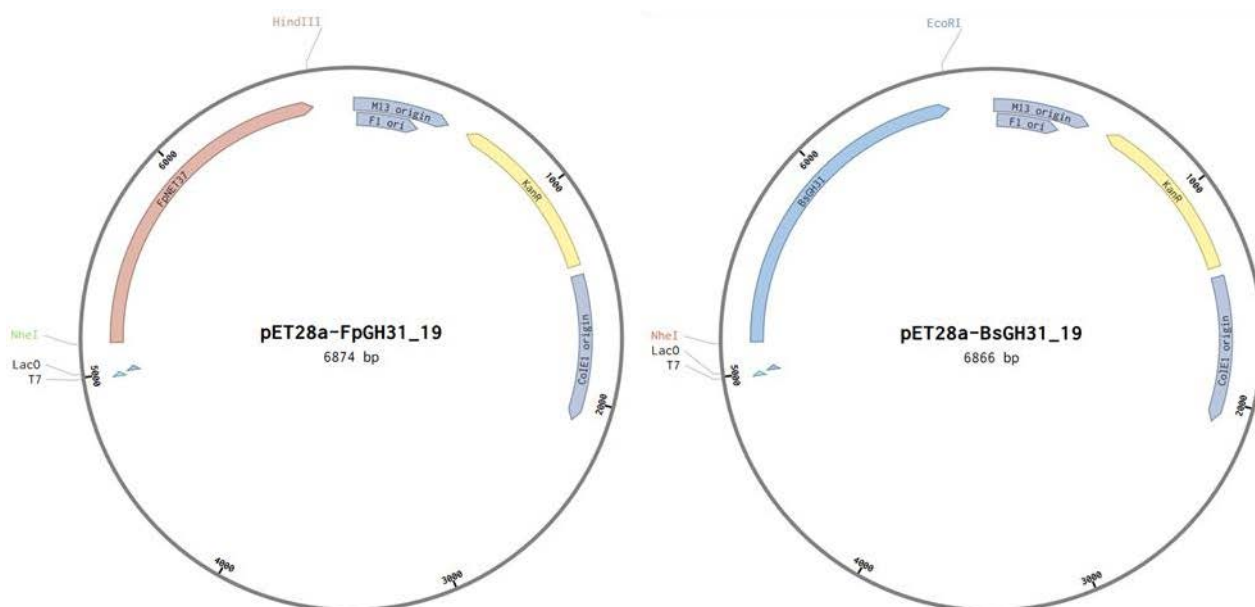 HindIII
M13 origin
F1 ori
KanR
ColE1 origin
FpNET37
NheI
LacO
T7
1000
2000
3000
4000
5000
6000
pET28a-FpGH31_19
6874 bp
EcoRI
M13 origin
F1 ori
KanR
ColE1 origin
BsGH31
NheI
LacO
T7
1000
2000
3000
4000
5000
6000
pET28a-BsGH31_19
6866 bp